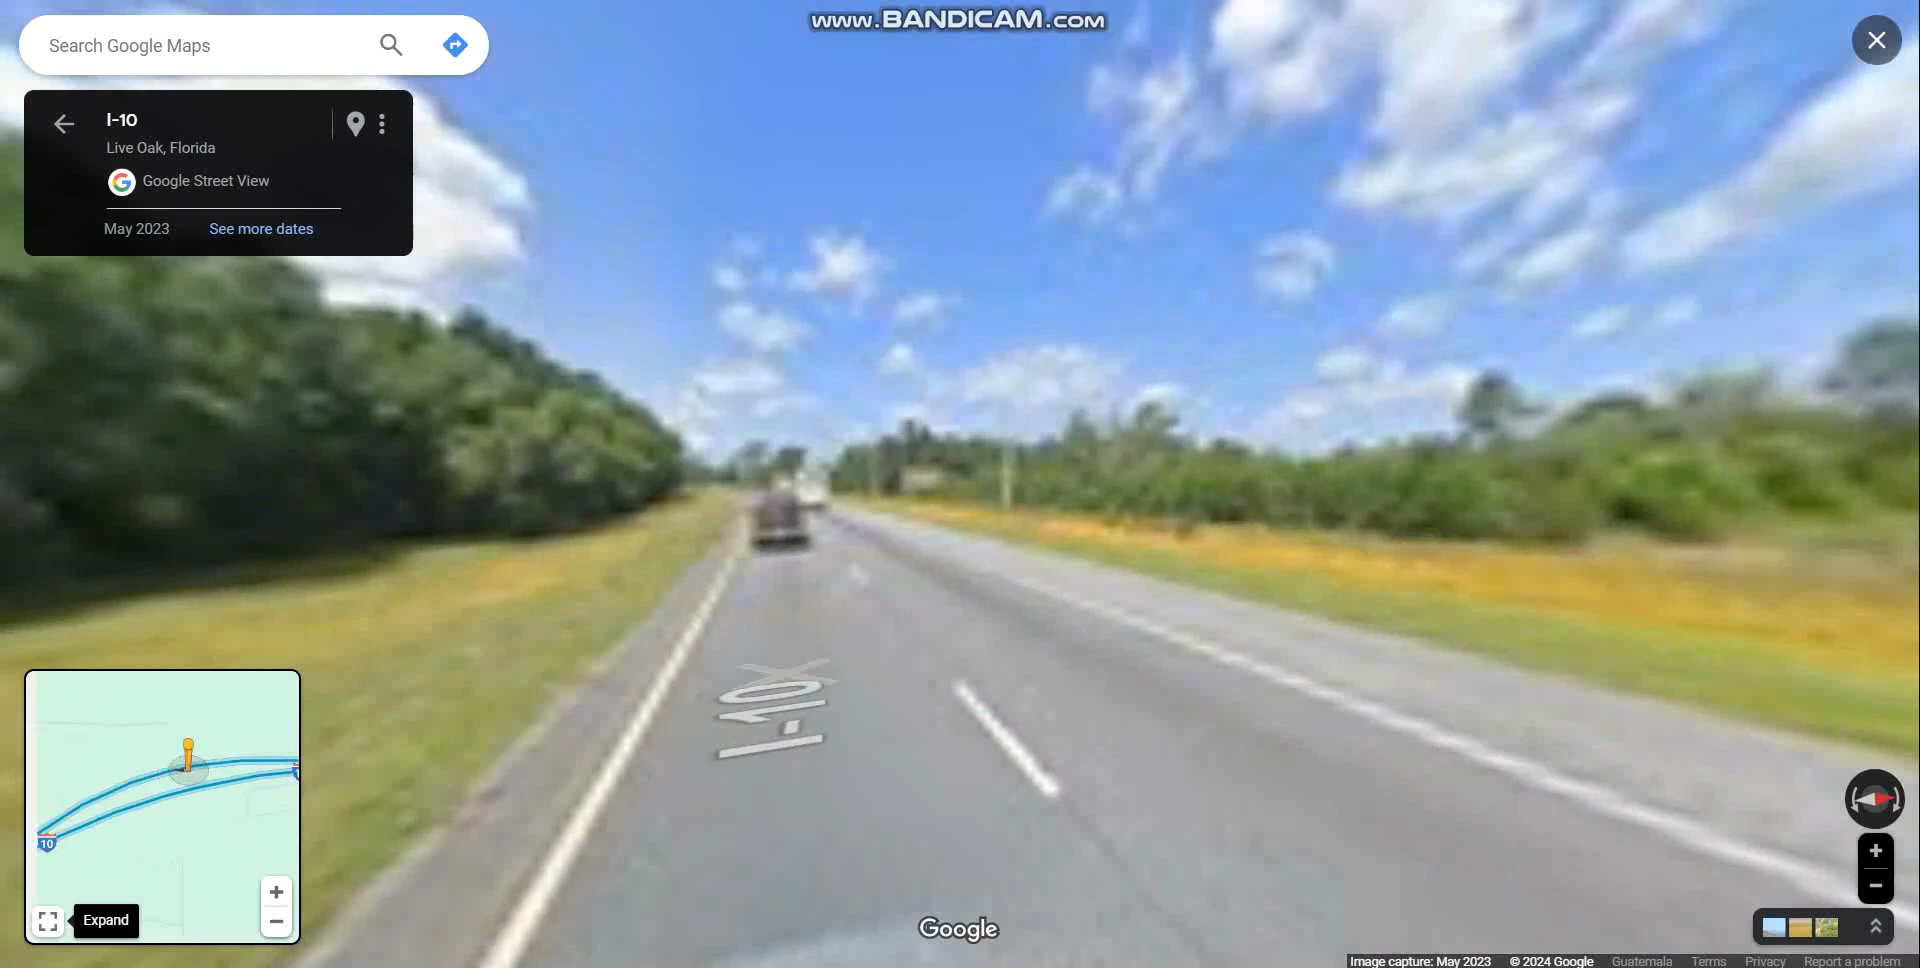 www.BANDICAM.com
Search Google Maps
I-10
Live Oak, Florida
Google Street View
May 2023
See more dates
I-10
10
Expand
Google
Image capture: May 2023 © 2024 Google Guatemala Terms Privacy Report a problem